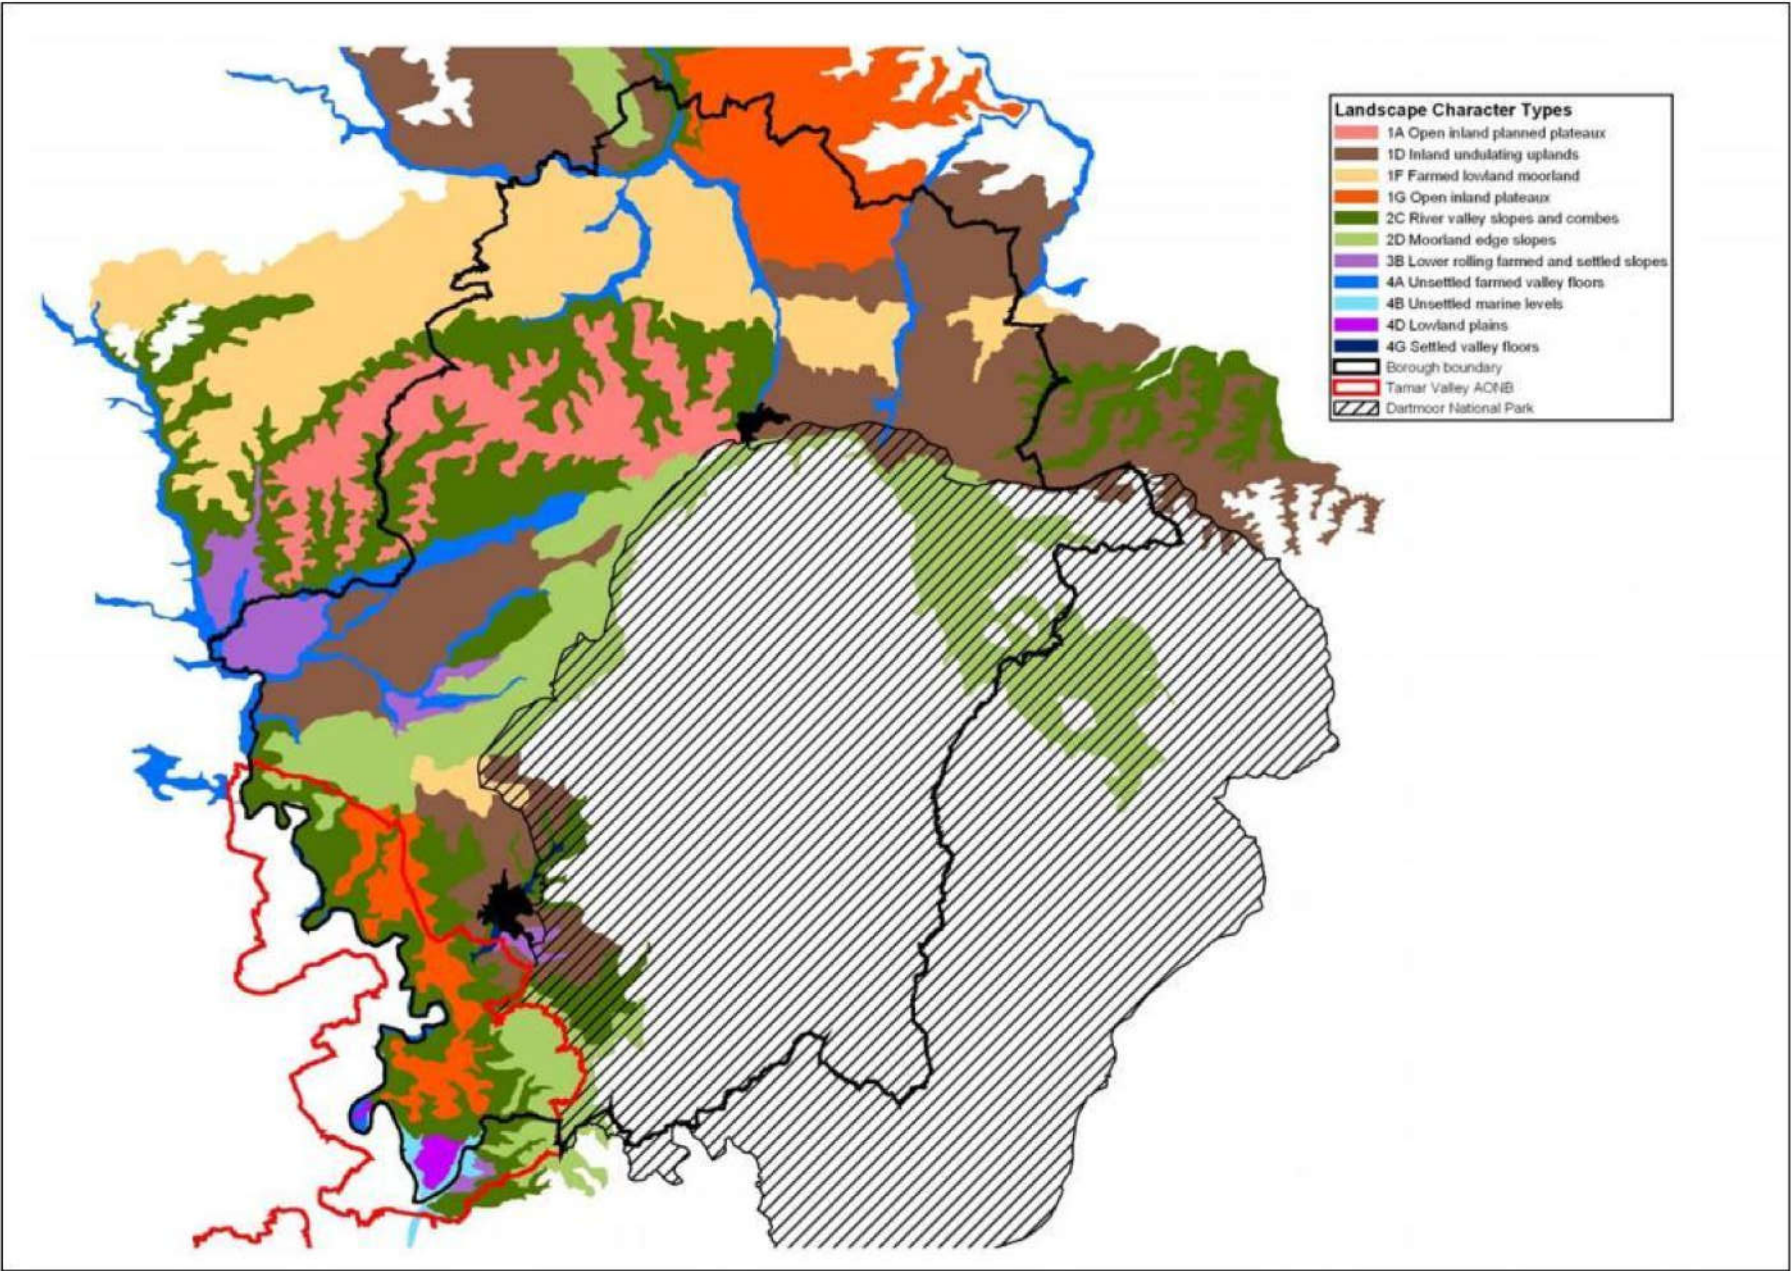 Landscape Character Types
1A Open inland planned plateaux
1D Inland undulating uplands
1F Farmed lowland moorland
1G Open inland plateaux
2C River valley slopes and combes
2D Moorland edge slopes
3B Lower rolling farmed and settled slopes
4A Unsettled farmed valley floors
4B Unsettled marine levels
4D Lowland plains
4G Settled valley floors
Borough boundary
Tamar Valley AONB
Dartmoor National Park